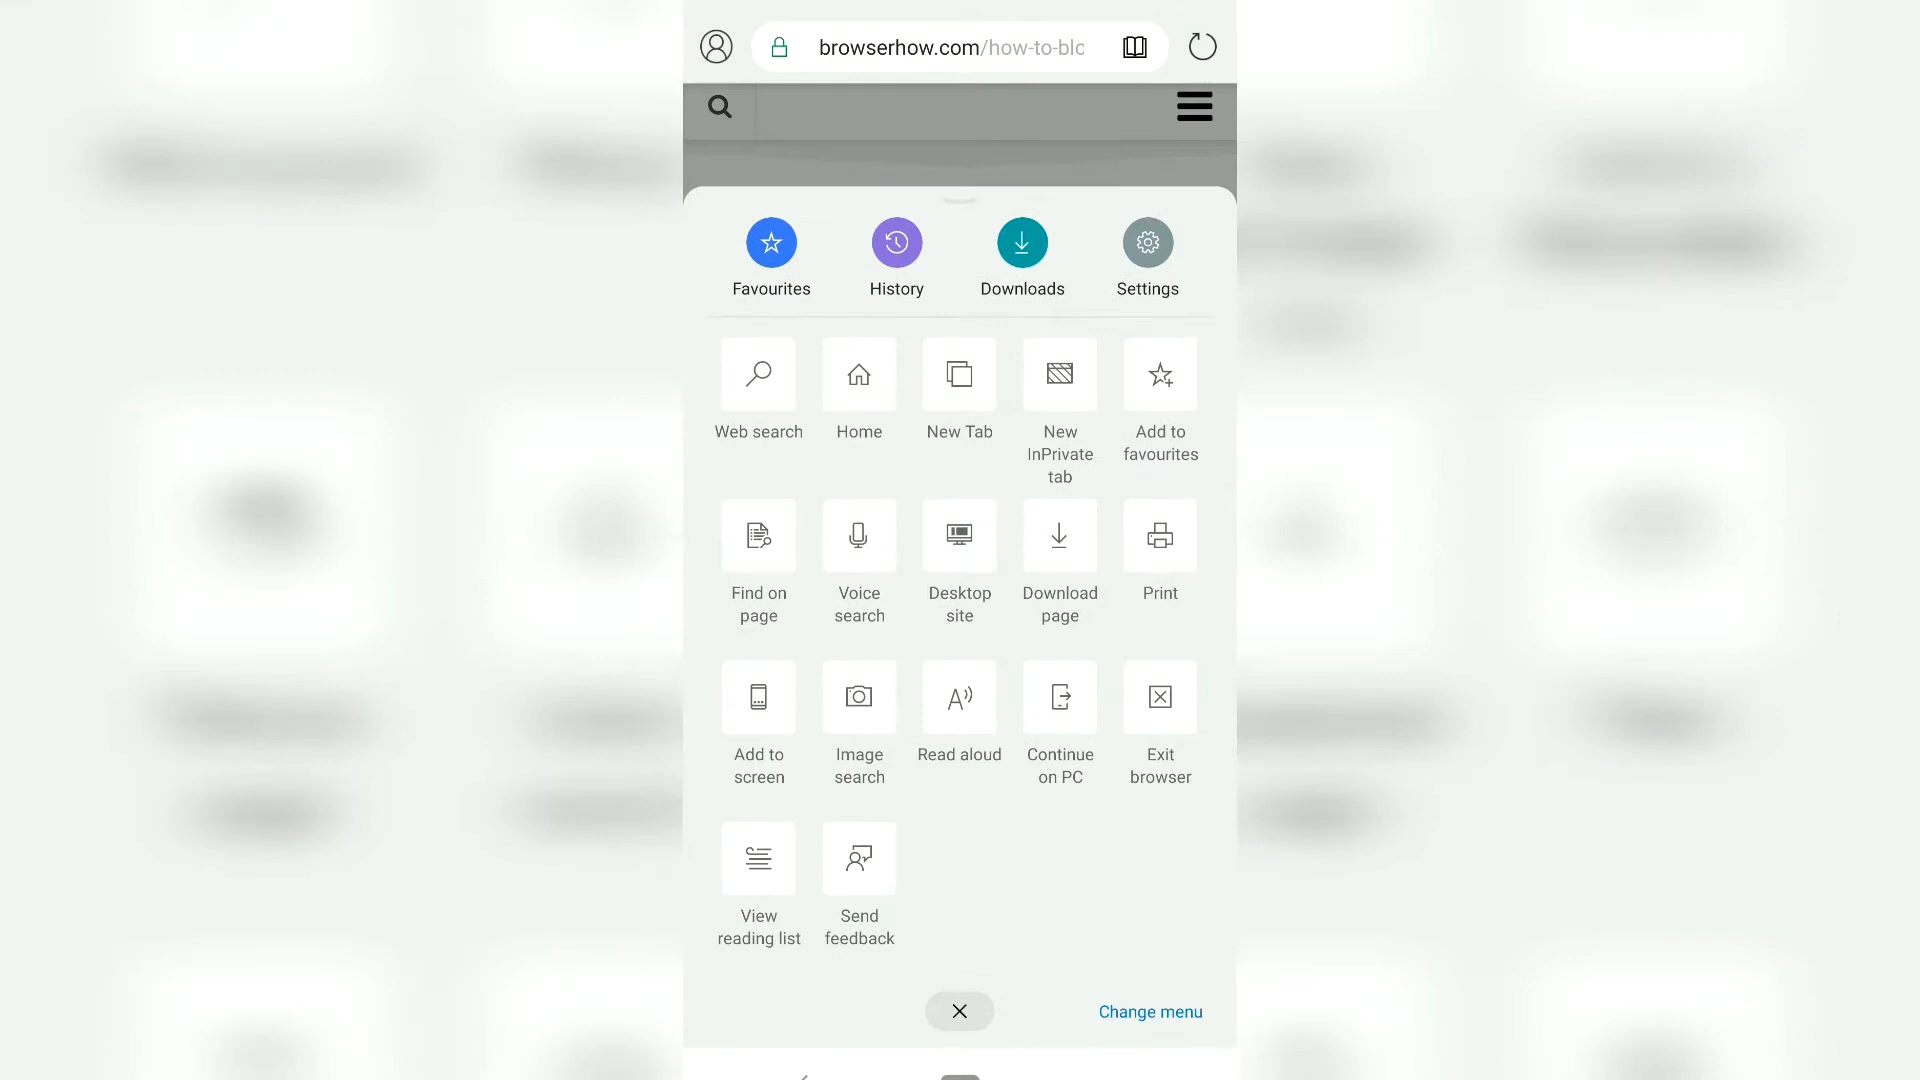 browserhow.com/how-to-blc
Favourites History Downloads Settings
Web search Home New Tab New InPrivate tab Add to favourites
Find on page Voice search Desktop site Download page Print
Add to screen Image search Read aloud Continue on PC Exit browser
View reading list Send feedback
Change menu